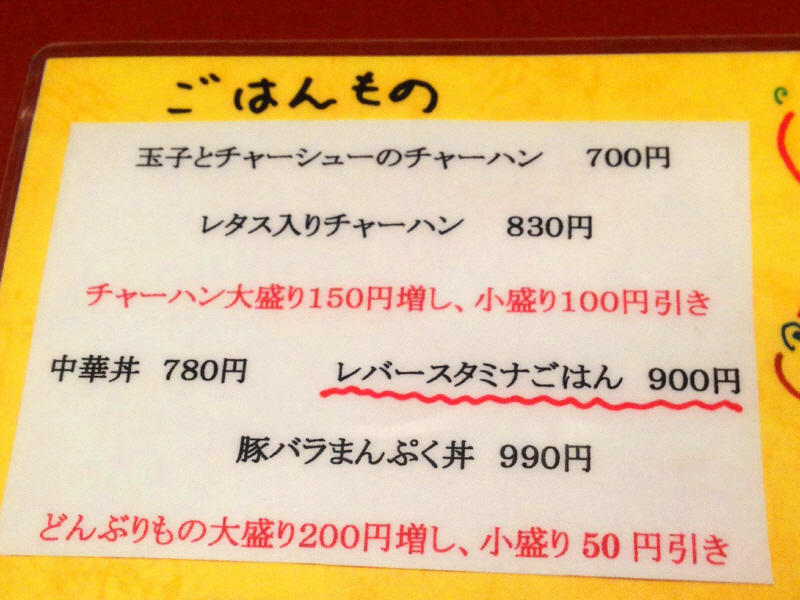 ごはんもの
玉子とチャーシューのチャーハン 700円
レタス入りチャーハン 830円
チャーハン大盛り150円増し、小盛り100円引き
中華丼 780円 レバースタミナごはん 900円
豚バラまんぷく丼 990円
どんぶりもの大盛り200円増し、小盛り50円引き